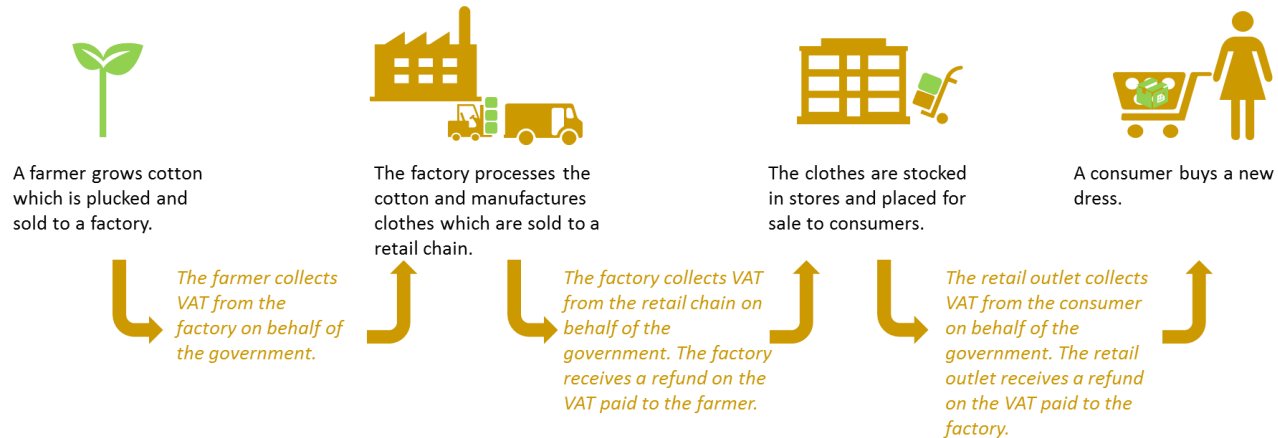 A farmer grows cotton
which is plucked and
sold to a factory.
The factory processes the
cotton and manufactures
clothes which are sold to a
retail chain.
The clothes are stocked
in stores and placed for
sale to consumers.
A consumer buys a new
dress.
The farmer collects
VAT from the
factory on behalf of
the government.
The factory collects VAT
from the retail chain on
behalf of the
government. The factory
receives a refund on the
VAT paid to the farmer.
The retail outlet collects
VAT from the consumer
on behalf of the
government. The retail
outlet receives a refund
on the VAT paid to the
factory.